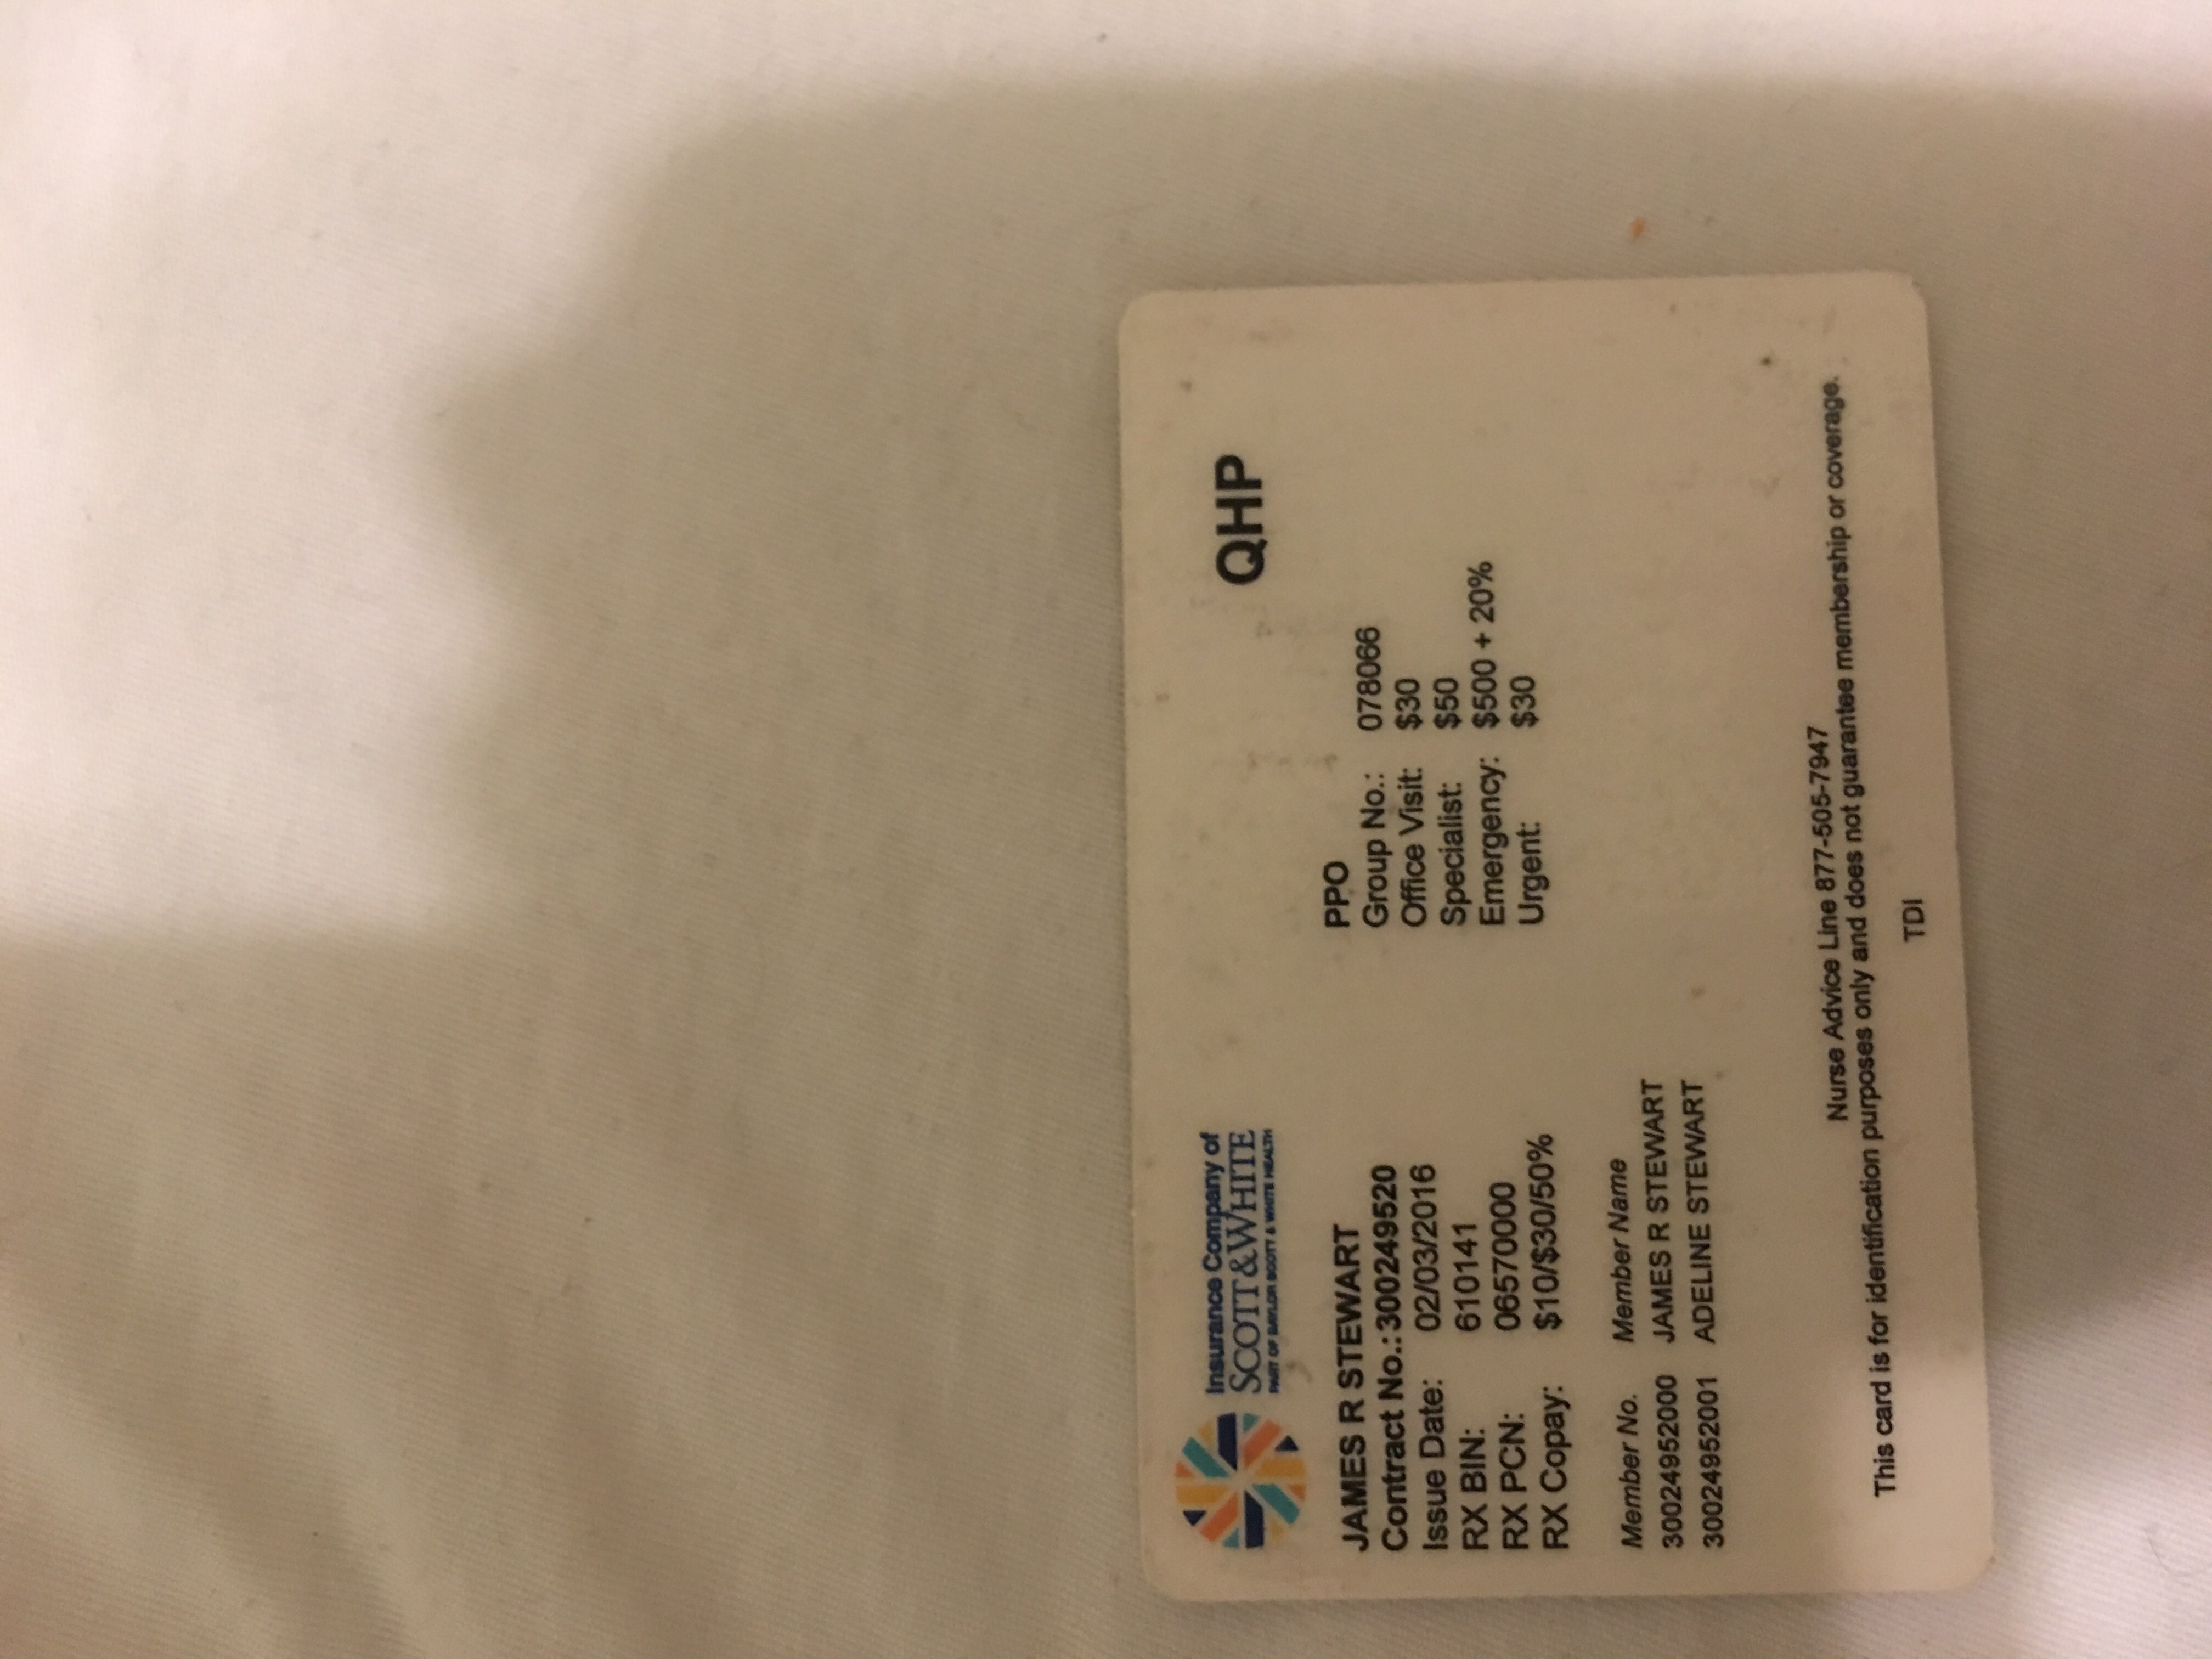 Insurance Company of
SCOTT & WHITE
PART OF BAYLOR SCOTT & WHITE HEALTH
QHP
JAMES R STEWART
Contract No.: 300249520
Issue Date: 02/03/2016
RX BIN: 610141
RX PCN: 06570000
RX Copay: $10/$30/50%
PPO
Group No.: 078066
Office Visit: $30
Specialist: $50
Emergency: $500 + 20%
Urgent: $30
Member No. Member Name
30024952000 JAMES R STEWART
30024952001 ADELINE STEWART
Nurse Advice Line 877-505-7947
This card is for identification purposes only and does not guarantee membership or coverage.
TDI